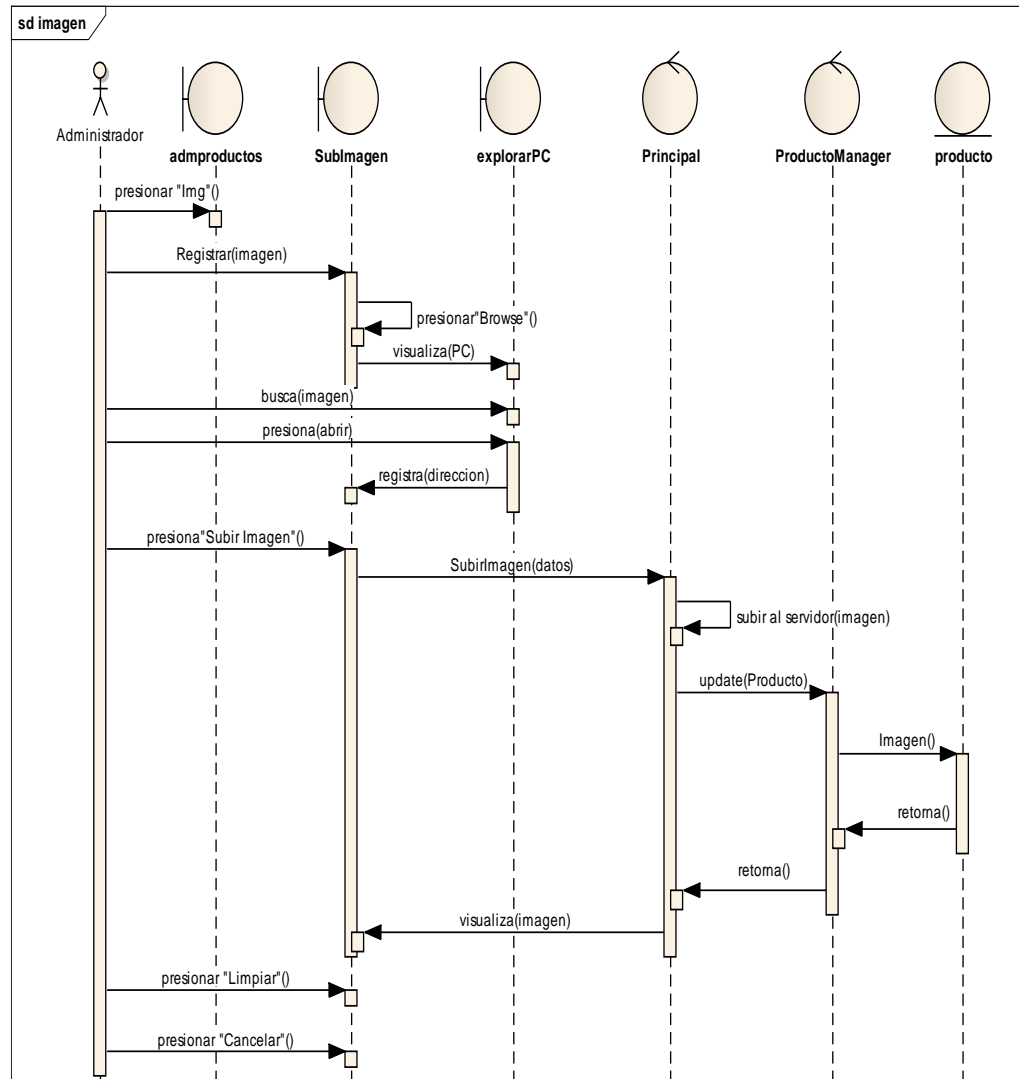 sd imagen
Administrador
admproductos
SubImagen
explorarPC
Principal
ProductoManager
producto
presionar "Img"()
Registrar(imagen)
presionar"Browse"()
visualiza(PC)
busca(imagen)
presiona(abrir)
registra(direccion)
presiona"Subir Imagen"()
SubirImagen(datos)
subir al servidor(imagen)
update(Producto)
Imagen()
retorna()
retorna()
visualiza(imagen)
presionar "Limpiar"()
presionar "Cancelar"()